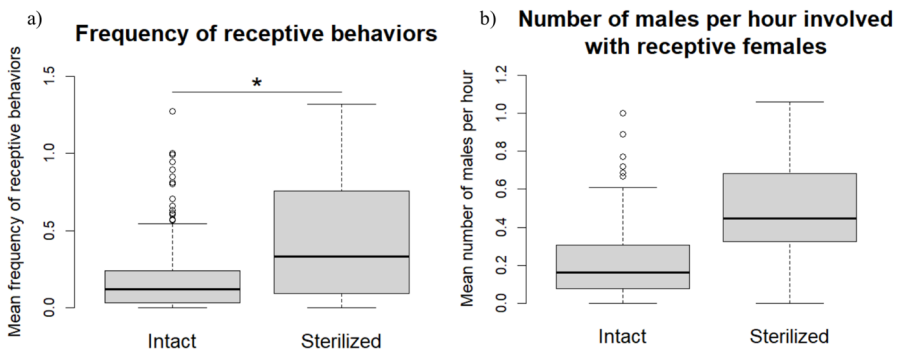 a)
Frequency of receptive behaviors
Mean frequency of receptive behaviors
1.5
1.0
0.5
0.0
*
Intact
Sterilized
b)
Number of males per hour involved
with receptive females
Mean number of males per hour
1.2
1.0
0.8
0.6
0.4
0.2
0.0
Intact
Sterilized